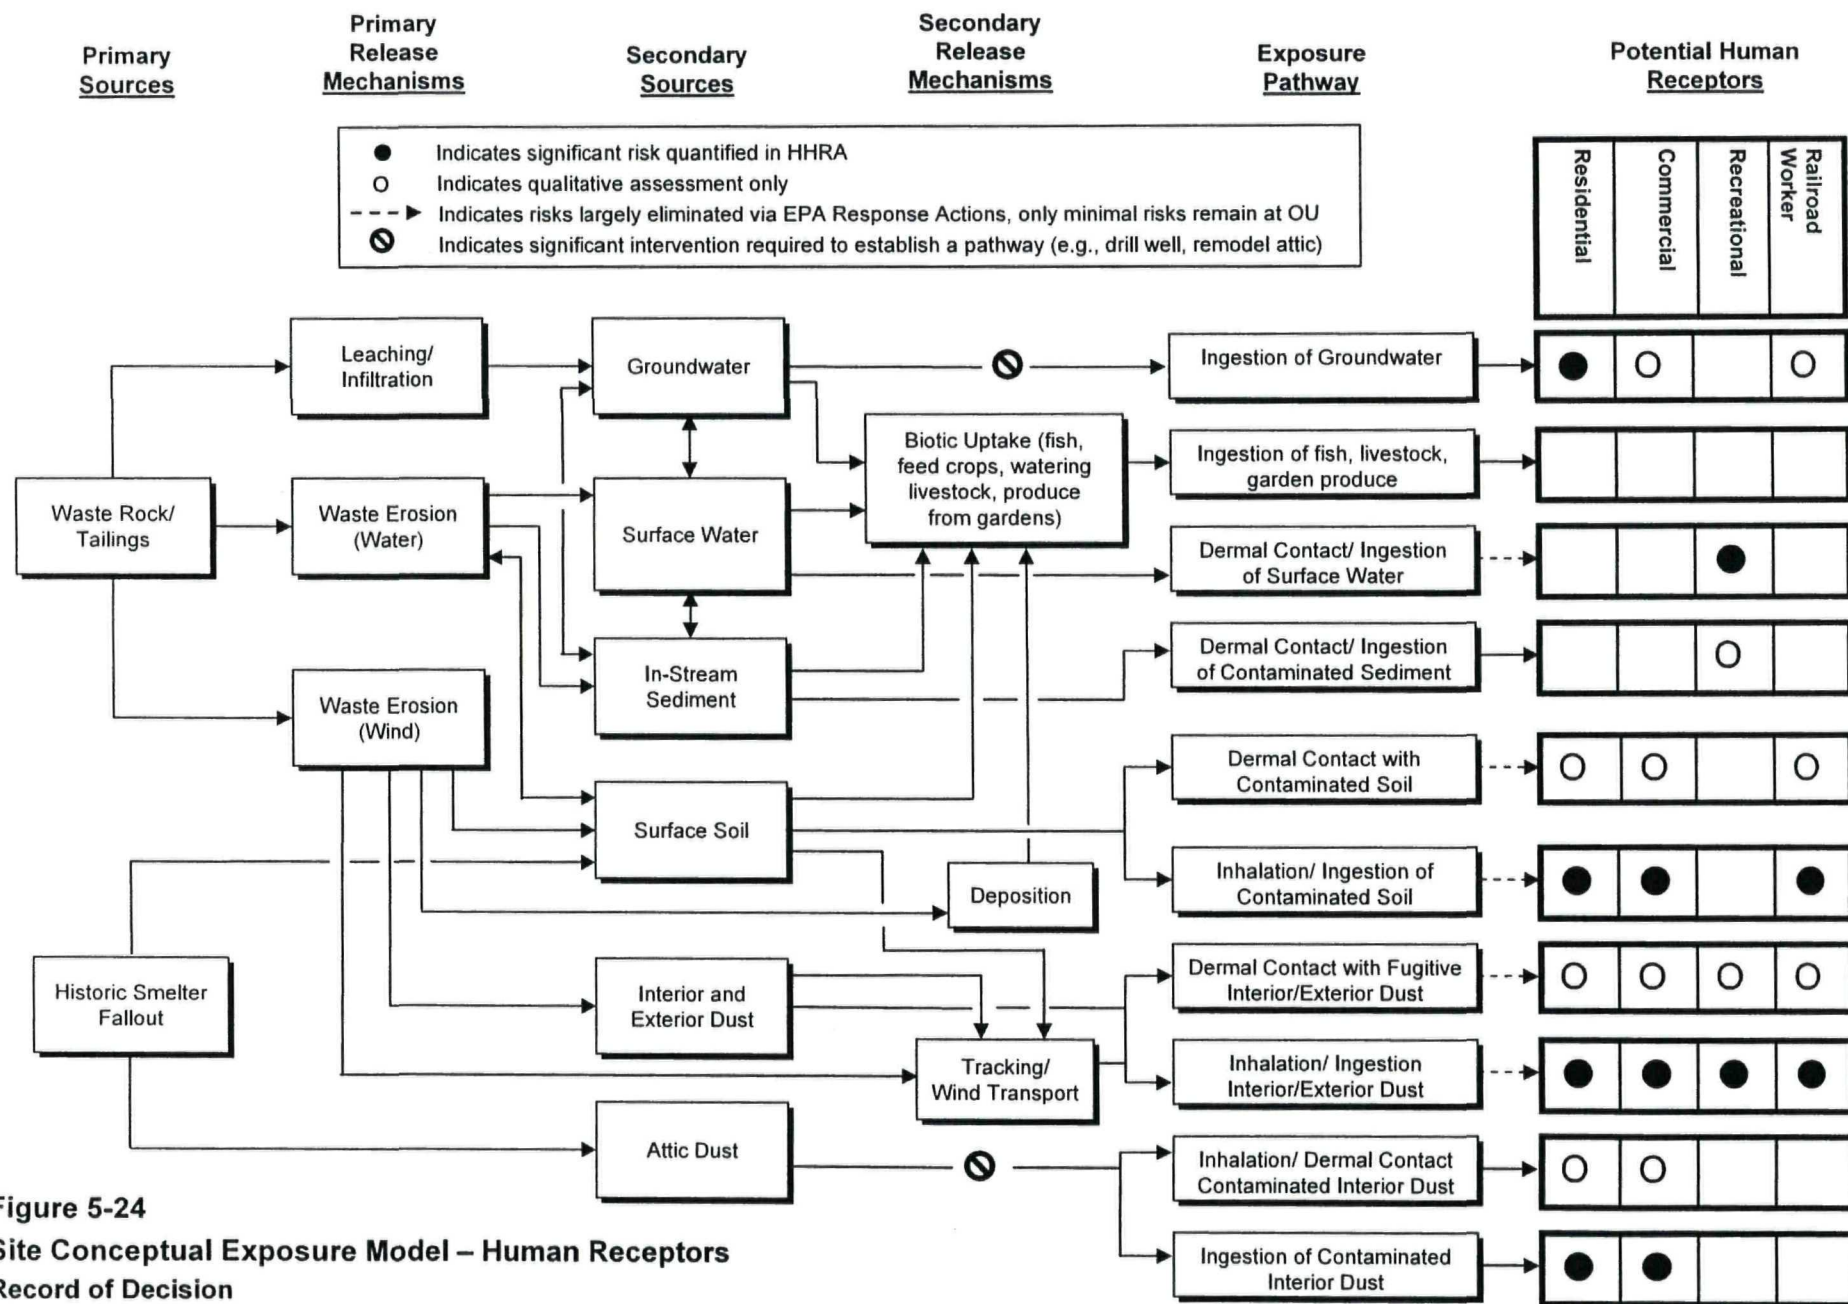 Primary
Sources
Primary
Release
Mechanisms
Secondary
Sources
Secondary
Release
Mechanisms
Exposure
Pathway
Potential Human
Receptors
Indicates significant risk quantified in HHRA
Indicates qualitative assessment only
Indicates risks largely eliminated via EPA Response Actions, only minimal risks remain at OU
Indicates significant intervention required to establish a pathway (e.g., drill well, remodel attic)
Residential
Commercial
Recreational
Railroad
Worker
Waste Rock/
Tailings
Historic Smelter
Fallout
Leaching/
Infiltration
Waste Erosion
(Water)
Waste Erosion
(Wind)
Groundwater
Surface Water
In-Stream
Sediment
Surface Soil
Interior and
Exterior Dust
Attic Dust
Biotic Uptake (fish,
feed crops, watering
livestock, produce
from gardens)
Deposition
Tracking/
Wind Transport
Ingestion of Groundwater
Ingestion of fish, livestock,
garden produce
Dermal Contact/ Ingestion
of Surface Water
Dermal Contact/ Ingestion
of Contaminated Sediment
Dermal Contact with
Contaminated Soil
Inhalation/ Ingestion of
Contaminated Soil
Dermal Contact with Fugitive
Interior/Exterior Dust
Inhalation/ Ingestion
Interior/Exterior Dust
Inhalation/ Dermal Contact
Contaminated Interior Dust
Ingestion of Contaminated
Interior Dust
Figure 5-24
Site Conceptual Exposure Model – Human Receptors
Record of Decision